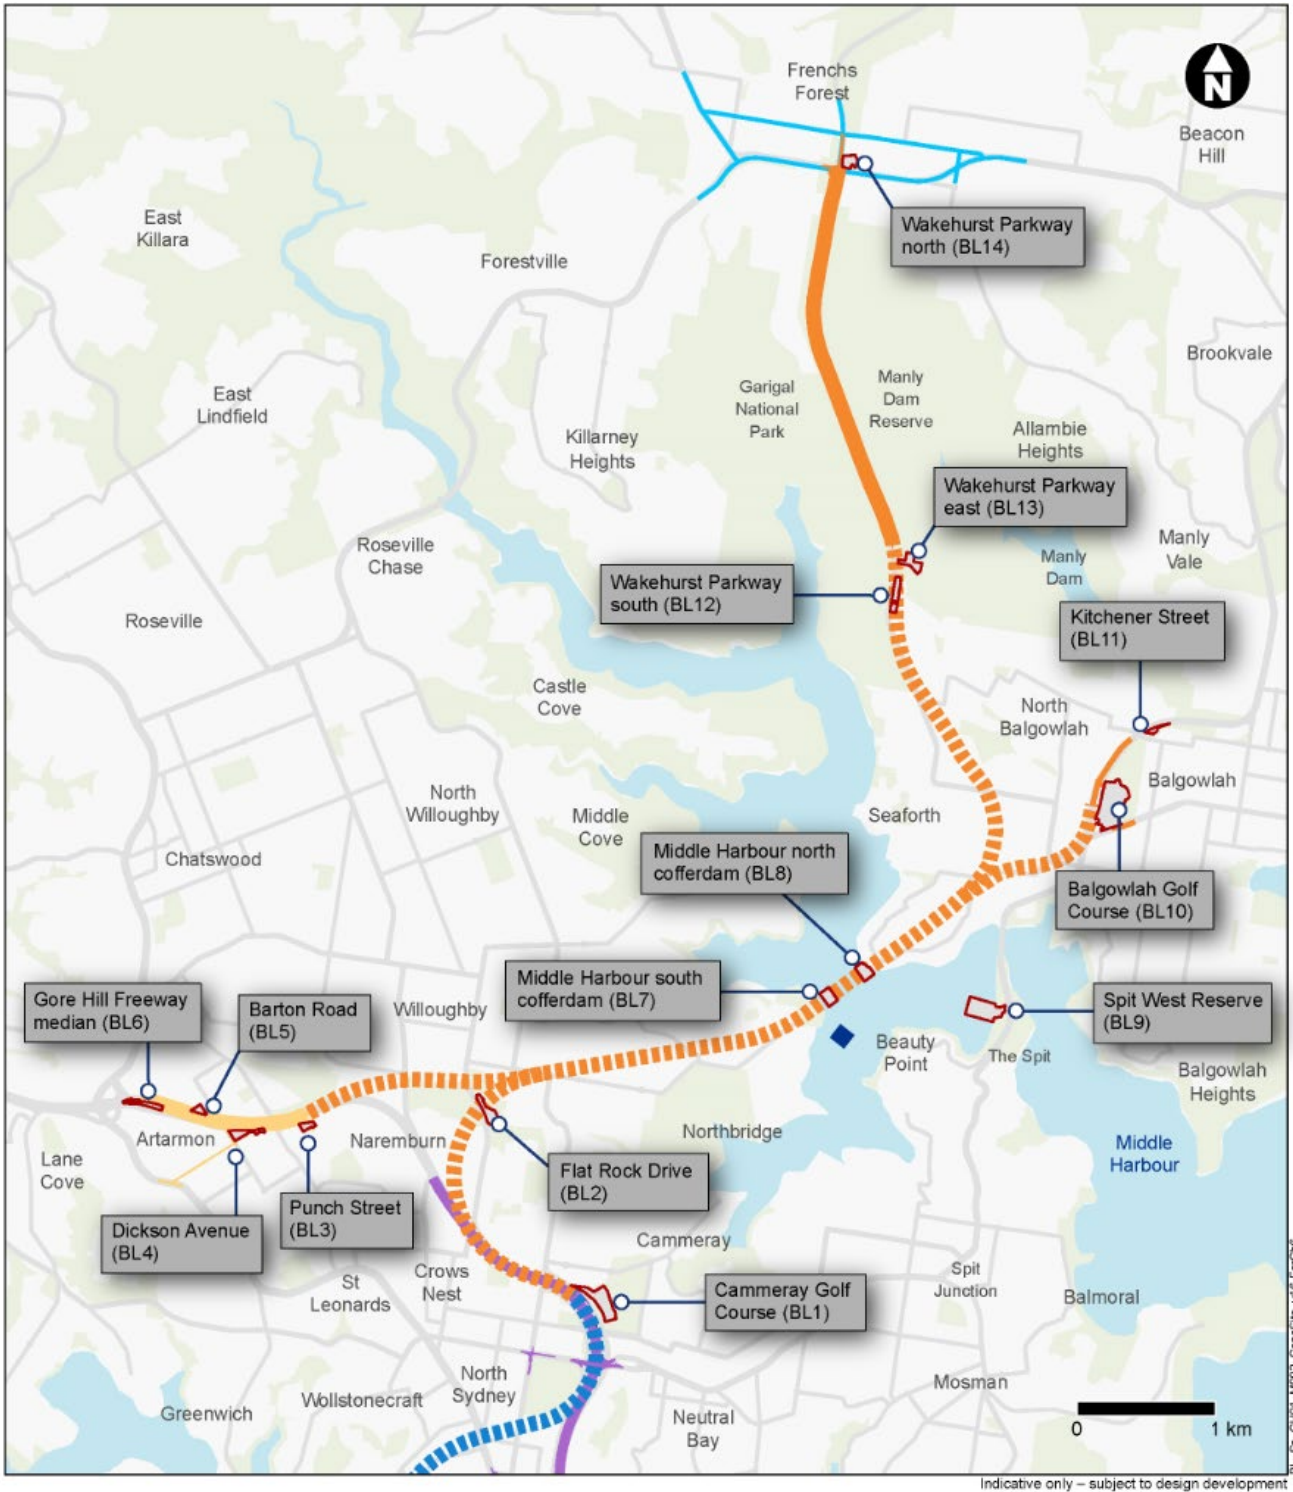 Frenchs
Forest
N
Beacon
Hill
East
Killara
Wakehurst Parkway
north (BL14)
Forestville
Brookvale
East
Lindfield
Garigal
National
Park
Manly
Dam
Reserve
Killarney
Heights
Allambie
Heights
Wakehurst Parkway
east (BL13)
Roseville
Chase
Manly
Dam
Manly
Vale
Wakehurst Parkway
south (BL12)
Roseville
Kitchener Street
(BL11)
Castle
Cove
North
Balgowlah
Balgowlah
North
Willoughby
Middle
Cove
Seaforth
Chatswood
Middle Harbour north
cofferdam (BL8)
Balgowlah Golf
Course (BL10)
Middle Harbour south
cofferdam (BL7)
Gore Hill Freeway
median (BL6)
Barton Road
(BL5)
Willoughby
Spit West Reserve
(BL9)
Beauty
Point
The Spit
Balgowlah
Heights
Artarmon
Naremburn
Northbridge
Middle
Harbour
Lane
Cove
Flat Rock Drive
(BL2)
Punch Street
(BL3)
Dickson Avenue
(BL4)
Cammeray
St
Leonards
Crows
Nest
Spit
Junction
Balmoral
Cammeray Golf
Course (BL1)
North
Sydney
Wollstonecraft
Greenwich
Mosman
Neutral
Bay
0 1 km
Indicative only – subject to design development